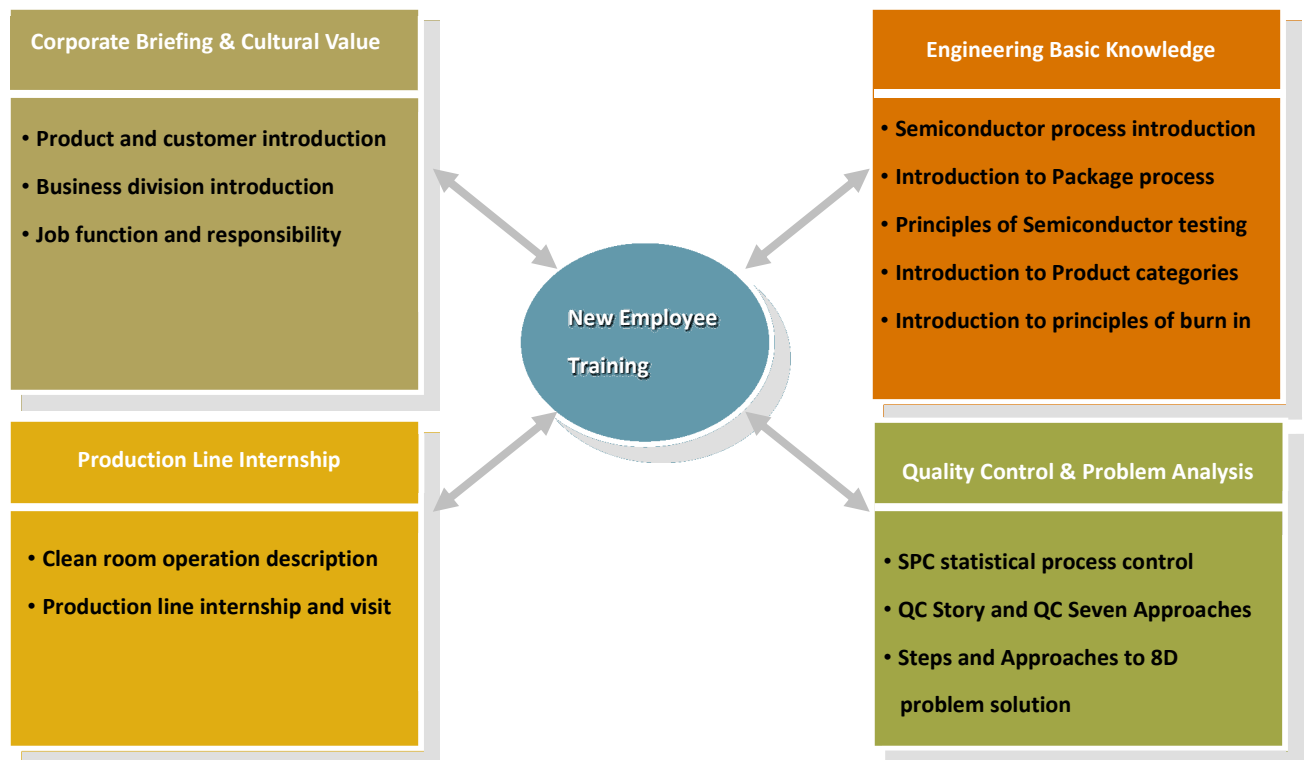 Corporate Briefing & Cultural Value
• Product and customer introduction
• Business division introduction
• Job function and responsibility
Engineering Basic Knowledge
• Semiconductor process introduction
• Introduction to Package process
• Principles of Semiconductor testing
• Introduction to Product categories
• Introduction to principles of burn in
New Employee
Training
Production Line Internship
• Clean room operation description
• Production line internship and visit
Quality Control & Problem Analysis
• SPC statistical process control
• QC Story and QC Seven Approaches
• Steps and Approaches to 8D
problem solution